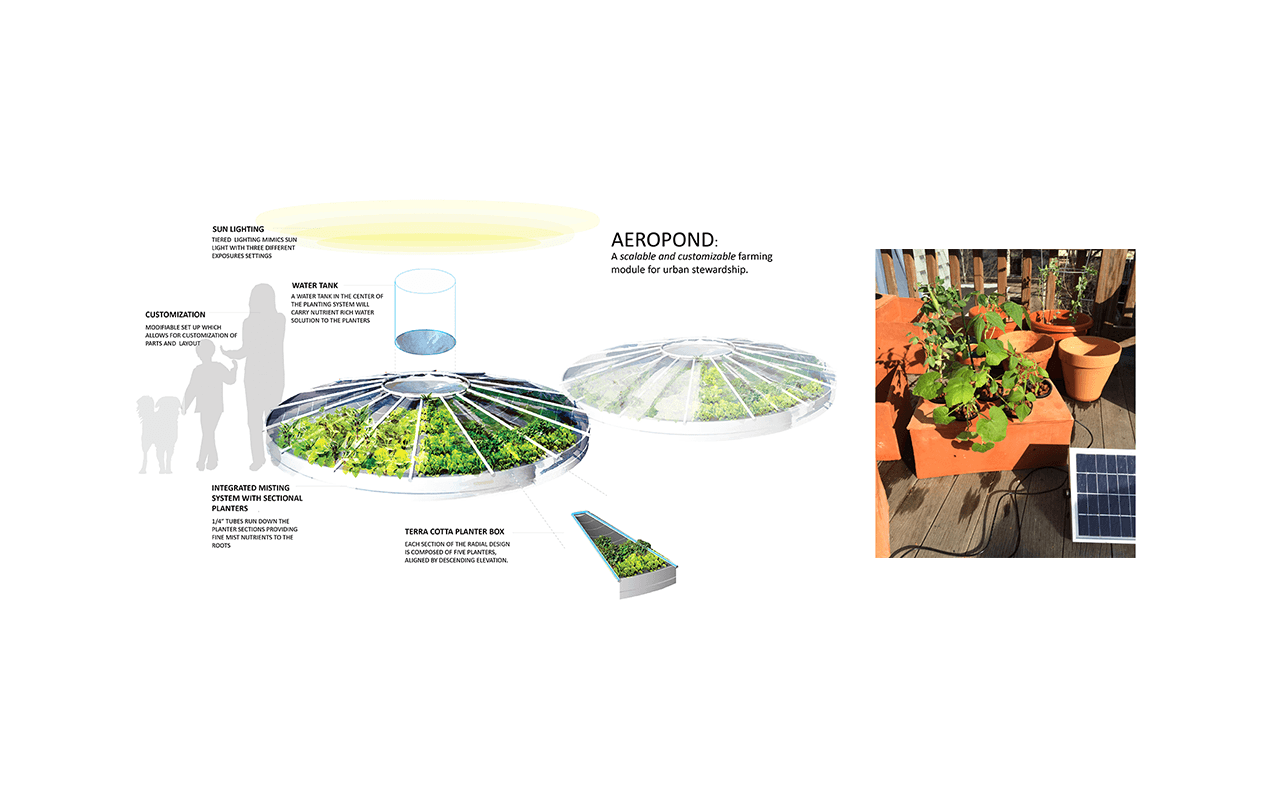 SUN LIGHTING
TIERED LIGHTING MIMICS SUN
LIGHT WITH THREE DIFFERENT
EXPOSURES SETTINGS
AEROPOND:
A scalable and customizable farming
module for urban stewardship.
WATER TANK
A WATER TANK IN THE CENTER OF
THE PLANTING SYSTEM WILL
CARRY NUTRIENT RICH WATER
SOLUTION TO THE PLANTERS
CUSTOMIZATION
MODIFIABLE SET UP WHICH
ALLOWS FOR CUSTOMIZATION OF
PARTS AND LAYOUT
INTEGRATED MISTING
SYSTEM WITH SECTIONAL
PLANTERS
1/4" TUBES RUN DOWN THE
PLANTER SECTIONS PROVIDING
FINE MIST NUTRIENTS TO THE
ROOTS
TERRA COTTA PLANTER BOX
EACH SECTION OF THE RADIAL DESIGN
IS COMPOSED OF FIVE PLANTERS,
ALIGNED BY DESCENDING ELEVATION.